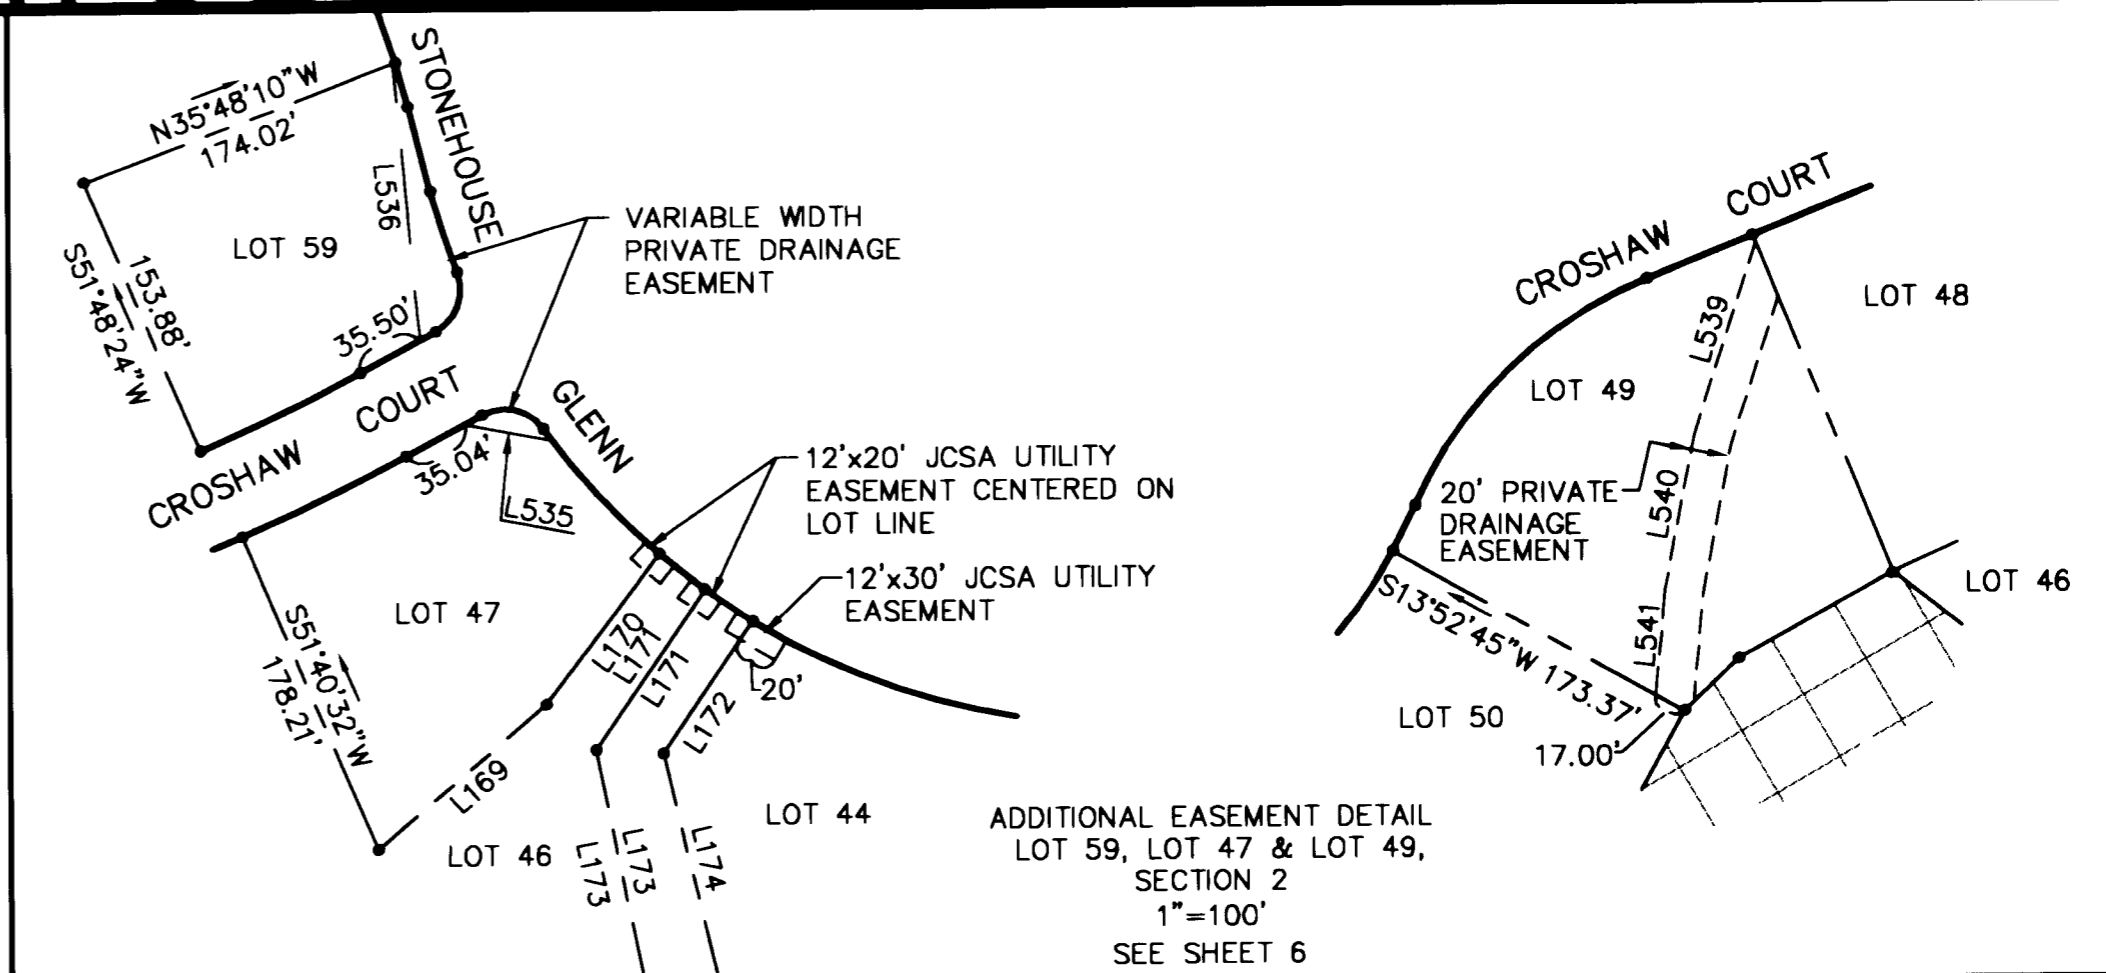 N35°48'10"W
174.02'
STONEHOUSE
L536
LOT 59
153.88'
S51°48'24"W
35.50'
VARIABLE WIDTH
PRIVATE DRAINAGE
EASEMENT
CROSHAW COURT
GLENN
35.04'
L535
12'x20' JCSA UTILITY
EASEMENT CENTERED ON
LOT LINE
12'x30' JCSA UTILITY
EASEMENT
LOT 47
S51°40'32"W
178.21'
L170
L171
L171
L172
20'
L169
LOT 46
L173
L173
L174
LOT 44
CROSHAW COURT
LOT 48
L539
LOT 49
20' PRIVATE
DRAINAGE
EASEMENT
L540
L541
LOT 46
S13°52'45"W 173.37'
LOT 50
17.00'
ADDITIONAL EASEMENT DETAIL
LOT 59, LOT 47 & LOT 49,
SECTION 2
1"=100'
SEE SHEET 6